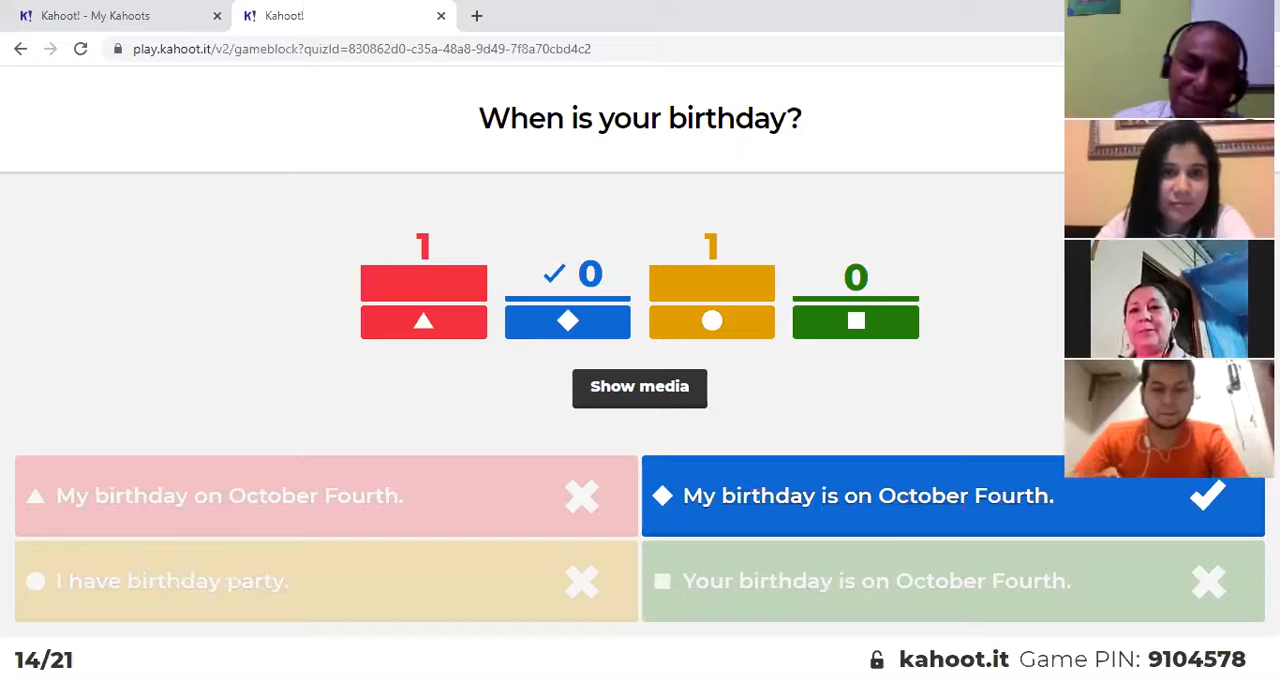 K! Kahoot! - My Kahoots
K! Kahoot!
play.kahoot.it/v2/gameblock?quizId=830862d0-c35a-48a8-9d49-7f8a70cbd4c2
When is your birthday?
1
0
1
0
Show media
My birthday on October Fourth.
My birthday is on October Fourth.
I have birthday party.
Your birthday is on October Fourth.
14/21
kahoot.it Game PIN: 9104578